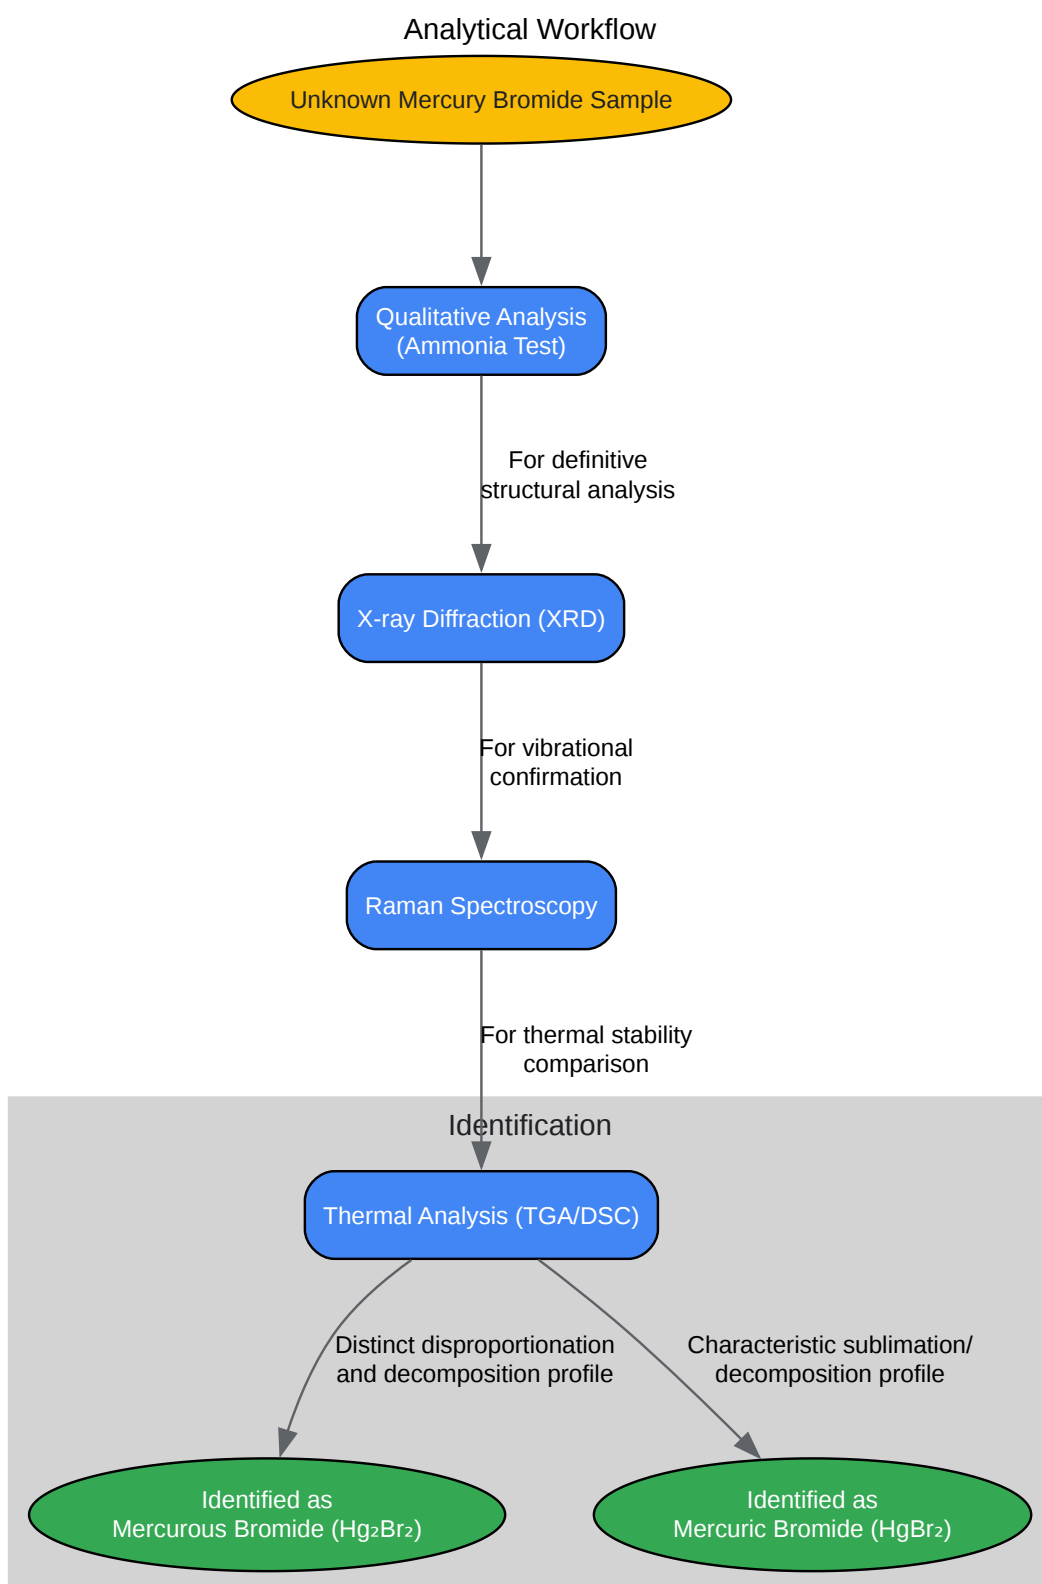 Analytical Workflow
Unknown Mercury Bromide Sample
Qualitative Analysis
(Ammonia Test)
For definitive
structural analysis
X-ray Diffraction (XRD)
For vibrational
confirmation
Raman Spectroscopy
For thermal stability
comparison
Identification
Thermal Analysis (TGA/DSC)
Distinct disproportionation
and decomposition profile
Characteristic sublimation/
decomposition profile
Identified as
Mercurous Bromide (Hg₂Br₂)
Identified as
Mercuric Bromide (HgBr₂)